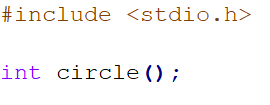 #include <stdio.h>
int circle();